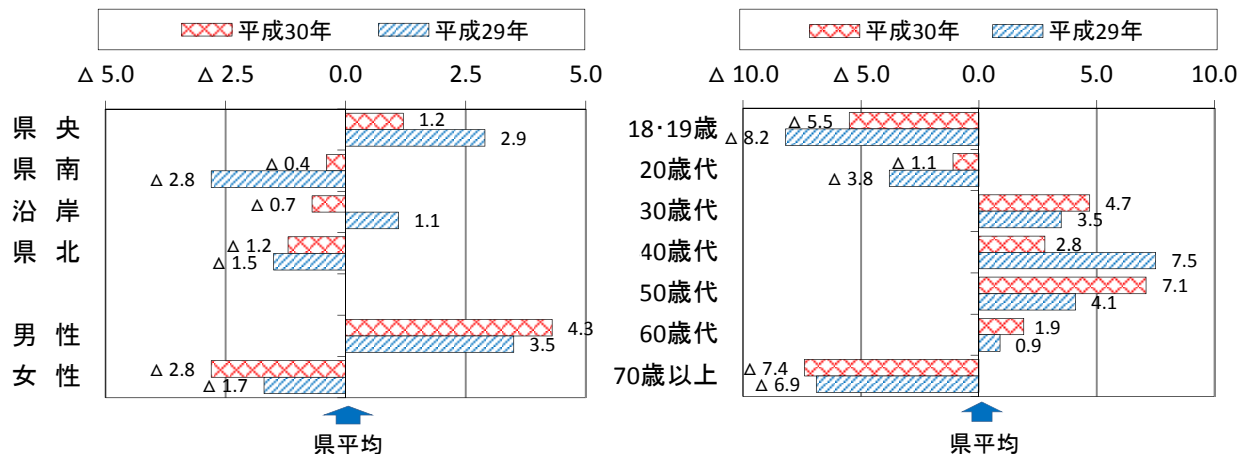 平成30年 平成29年
△ 5.0 △ 2.5 0.0 2.5 5.0
県 央 1.2
2.9
県 南 △ 0.4
△ 2.8
沿 岸 △ 0.7
1.1
県 北 △ 1.2
△ 1.5
男 性 4.3
3.5
女 性 △ 2.8
△ 1.7
県平均
平成30年 平成29年
△ 10.0 △ 5.0 0.0 5.0 10.0
18･19歳 △ 5.5
△ 8.2
20歳代 △ 1.1
△ 3.8
30歳代 4.7
3.5
40歳代 2.8
7.5
50歳代 7.1
4.1
60歳代 1.9
0.9
70歳以上 △ 7.4
△ 6.9
県平均